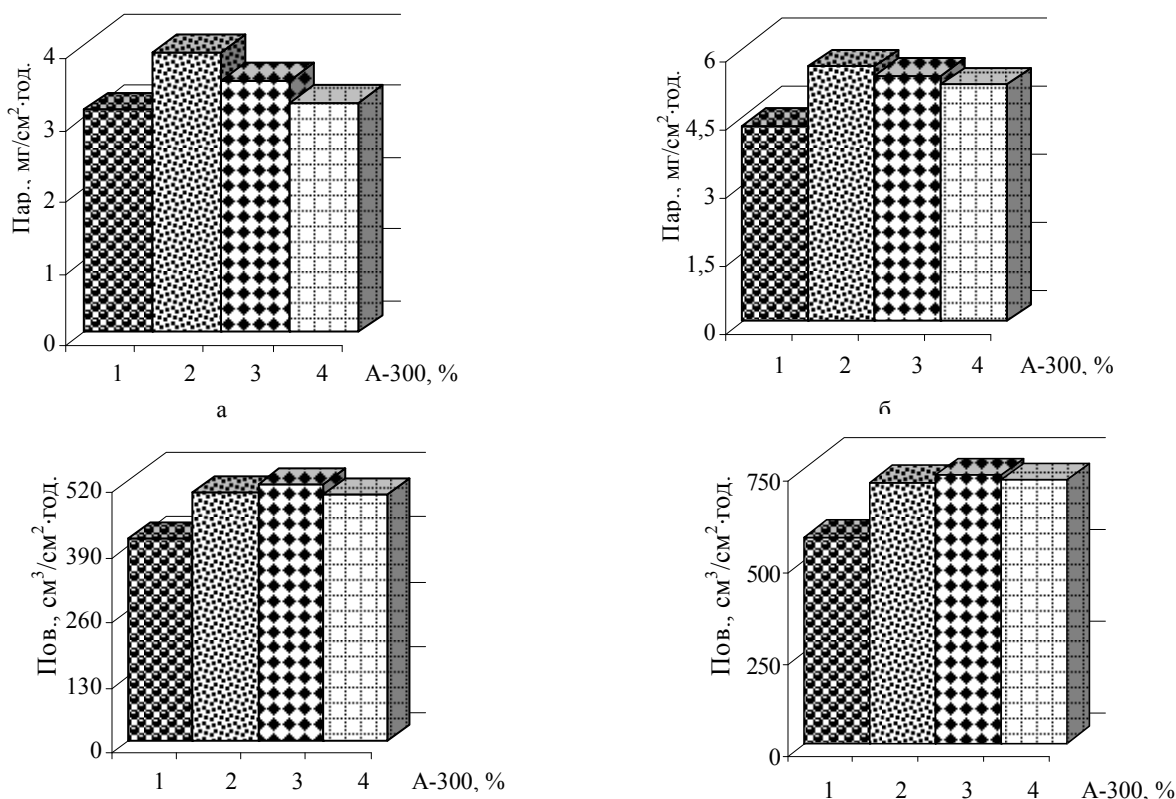 4
3
2
1
0
Пар., мг/см²·год.
1 2 3 4 А-300, %
а
6
4,5
3
1,5
0
Пар., мг/см²·год.
1 2 3 4 А-300, %
б
520
390
260
130
0
Пов., см³/см²·год.
1 2 3 4 А-300, %
750
500
250
0
Пов., см³/см²·год.
1 2 3 4 А-300, %